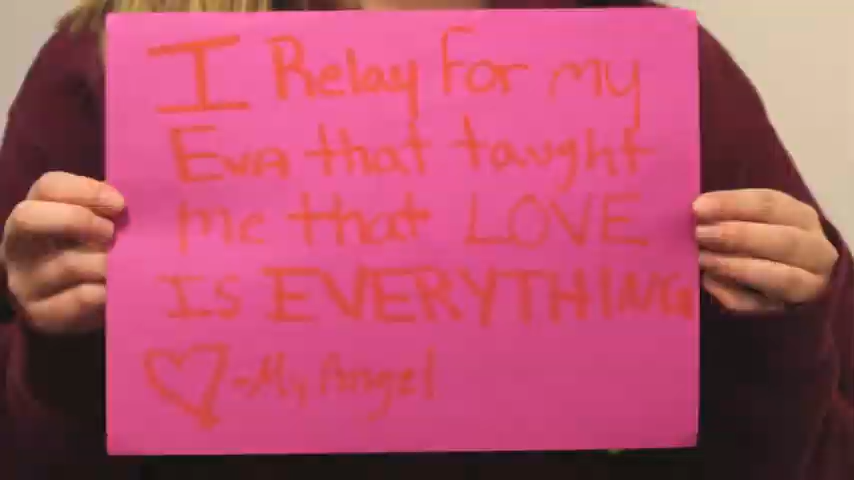 I Relay for my
EVA that taught
me that LOVE
IS EVERYTHING
♡-My Angel